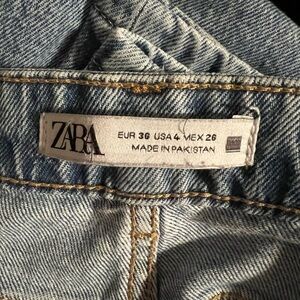 ZARA
EUR 36 USA 4 MEX 26
MADE IN PAKISTAN